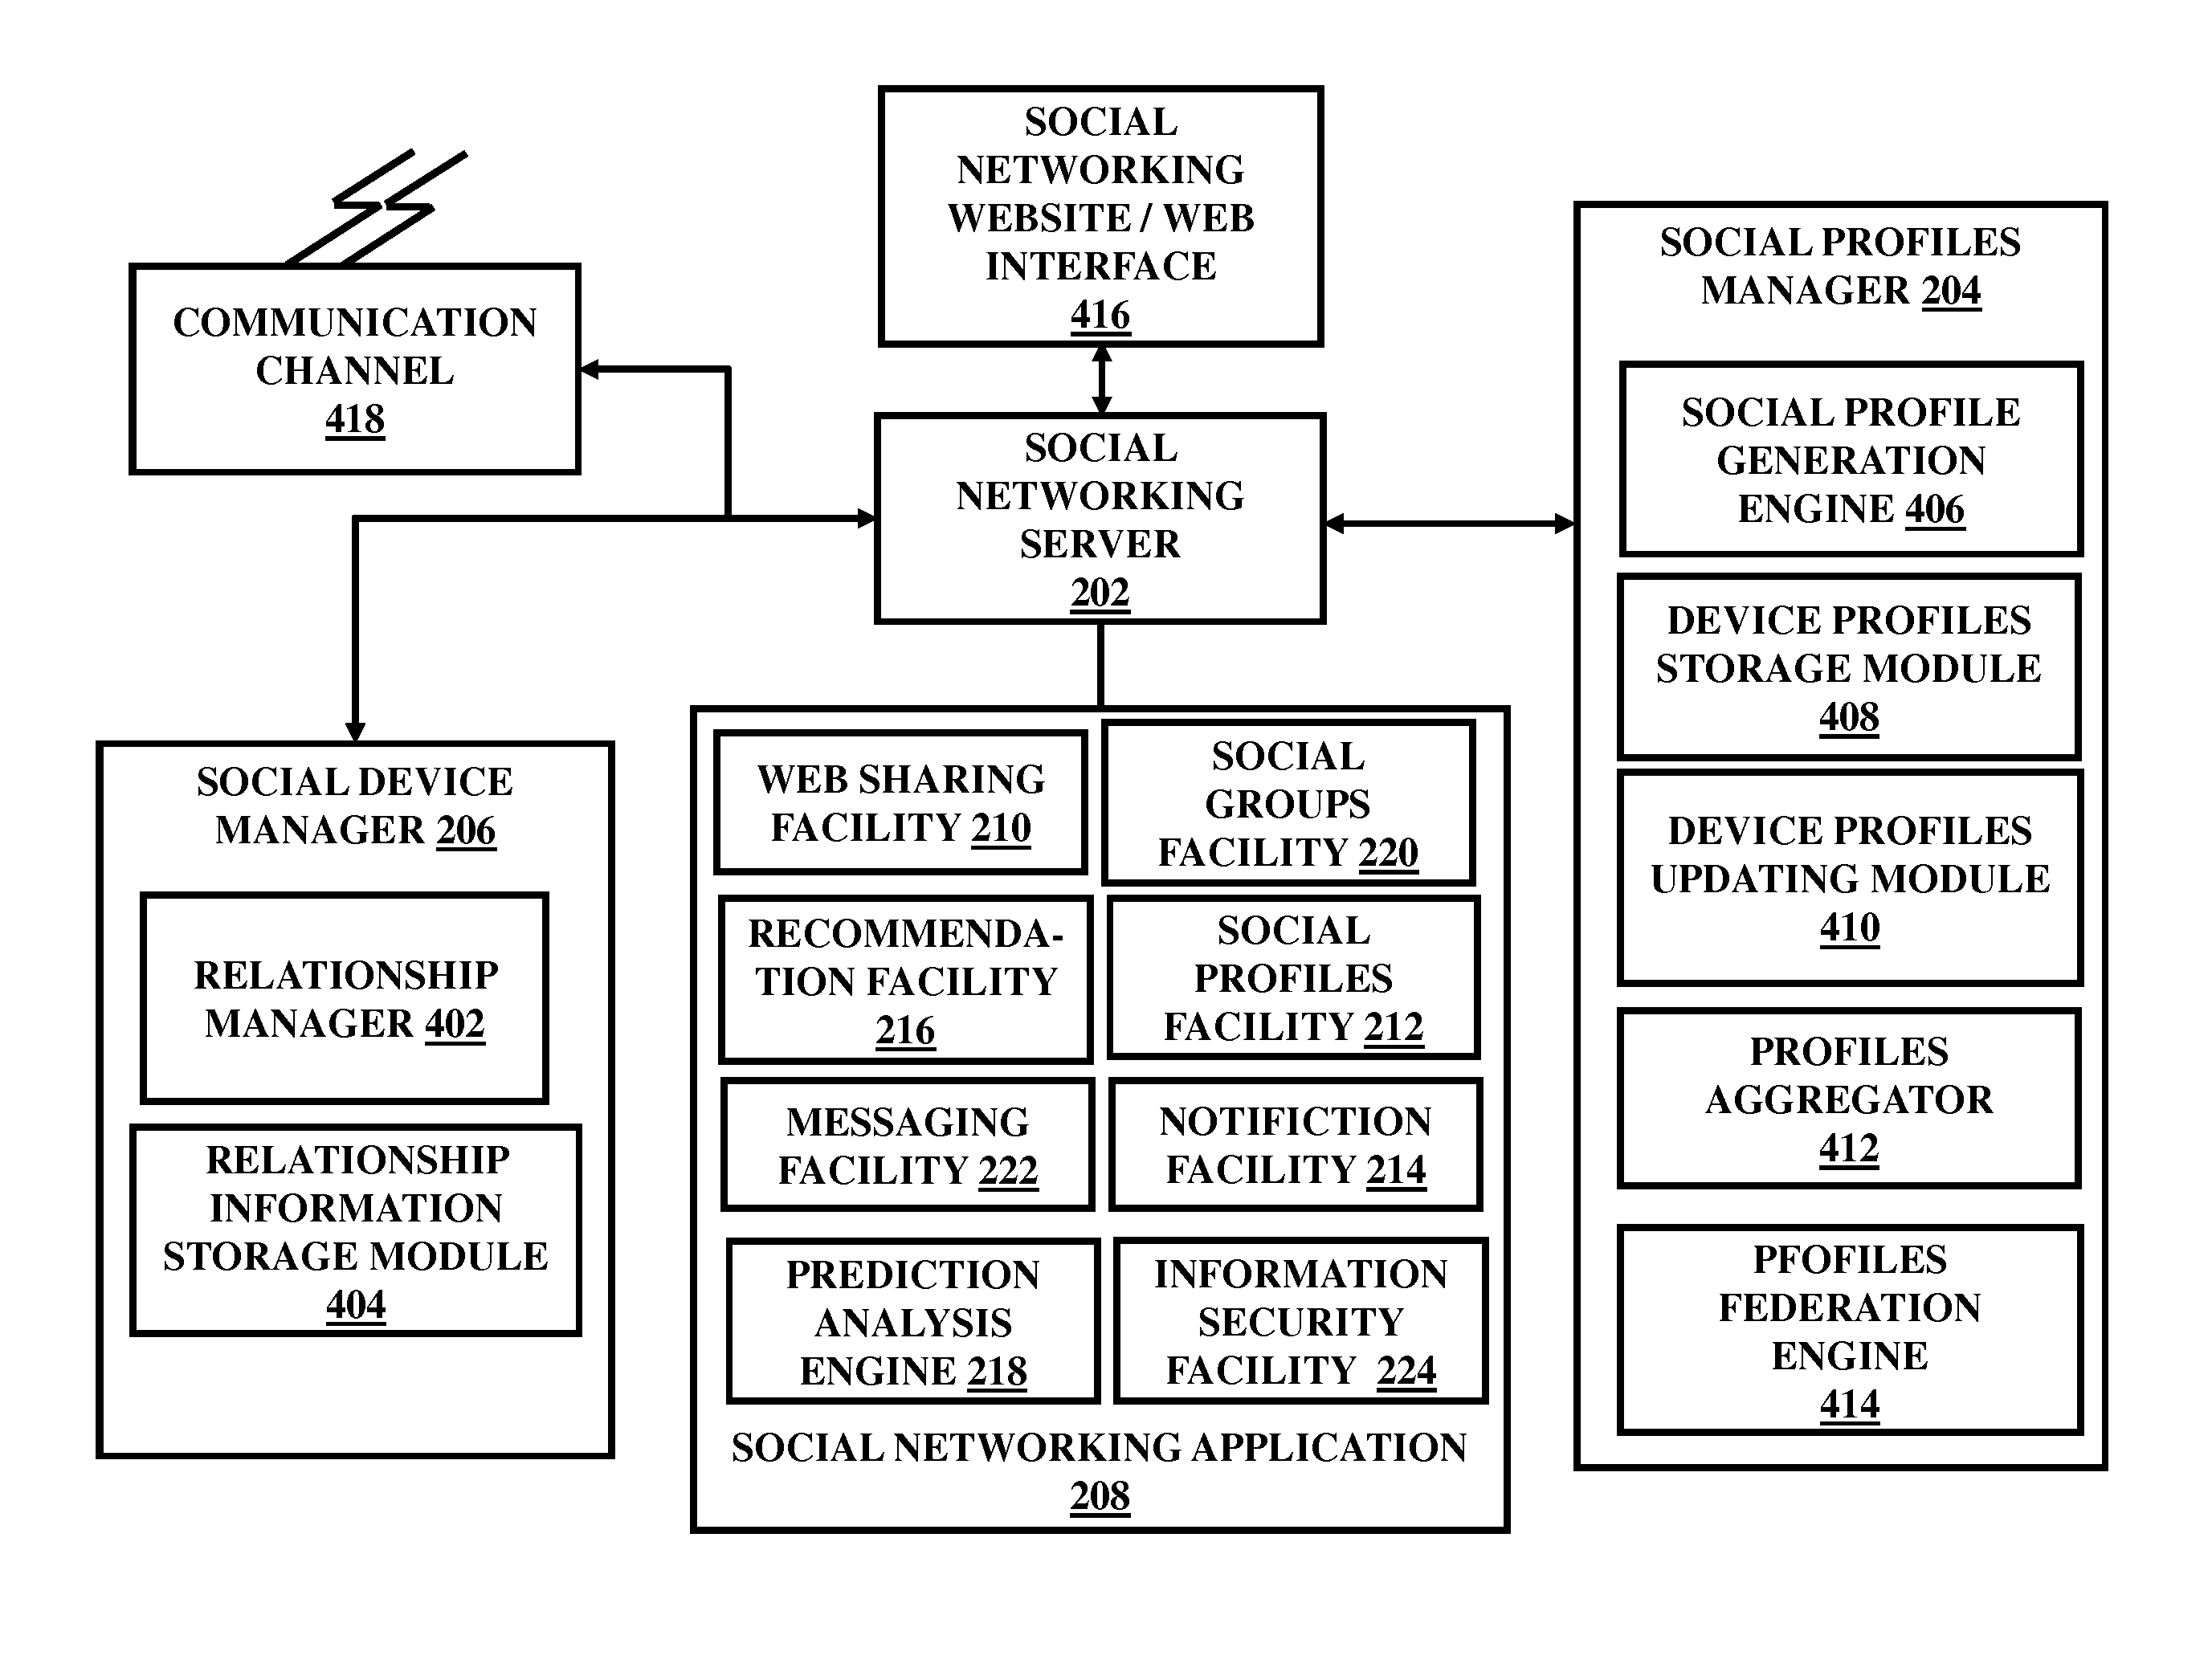 SOCIAL
NETWORKING
WEBSITE / WEB
INTERFACE
416
COMMUNICATION
CHANNEL
418
SOCIAL
NETWORKING
SERVER
202
SOCIAL DEVICE
MANAGER 206
RELATIONSHIP
MANAGER 402
RELATIONSHIP
INFORMATION
STORAGE MODULE
404
WEB SHARING
FACILITY 210
SOCIAL
GROUPS
FACILITY 220
RECOMMENDA-
TION FACILITY
216
SOCIAL
PROFILES
FACILITY 212
MESSAGING
FACILITY 222
NOTIFICTION
FACILITY 214
PREDICTION
ANALYSIS
ENGINE 218
INFORMATION
SECURITY
FACILITY 224
SOCIAL NETWORKING APPLICATION
208
SOCIAL PROFILES
MANAGER 204
SOCIAL PROFILE
GENERATION
ENGINE 406
DEVICE PROFILES
STORAGE MODULE
408
DEVICE PROFILES
UPDATING MODULE
410
PROFILES
AGGREGATOR
412
PFOFILES
FEDERATION
ENGINE
414